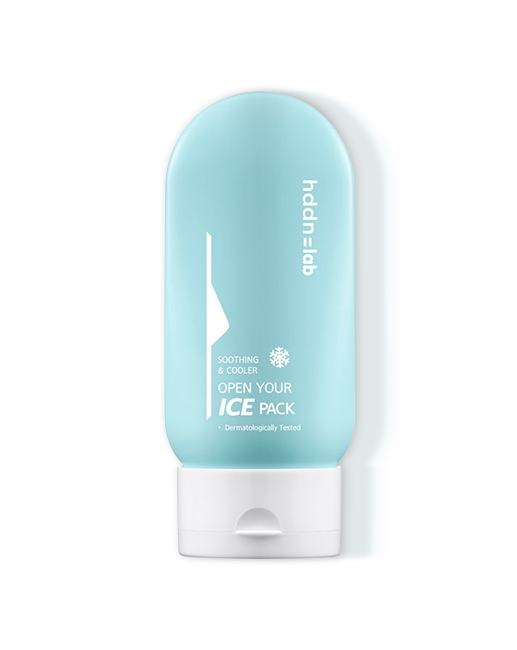 hddn=lab
SOOTHING
& COOLER
OPEN YOUR
ICE PACK
• Dermatologically Tested